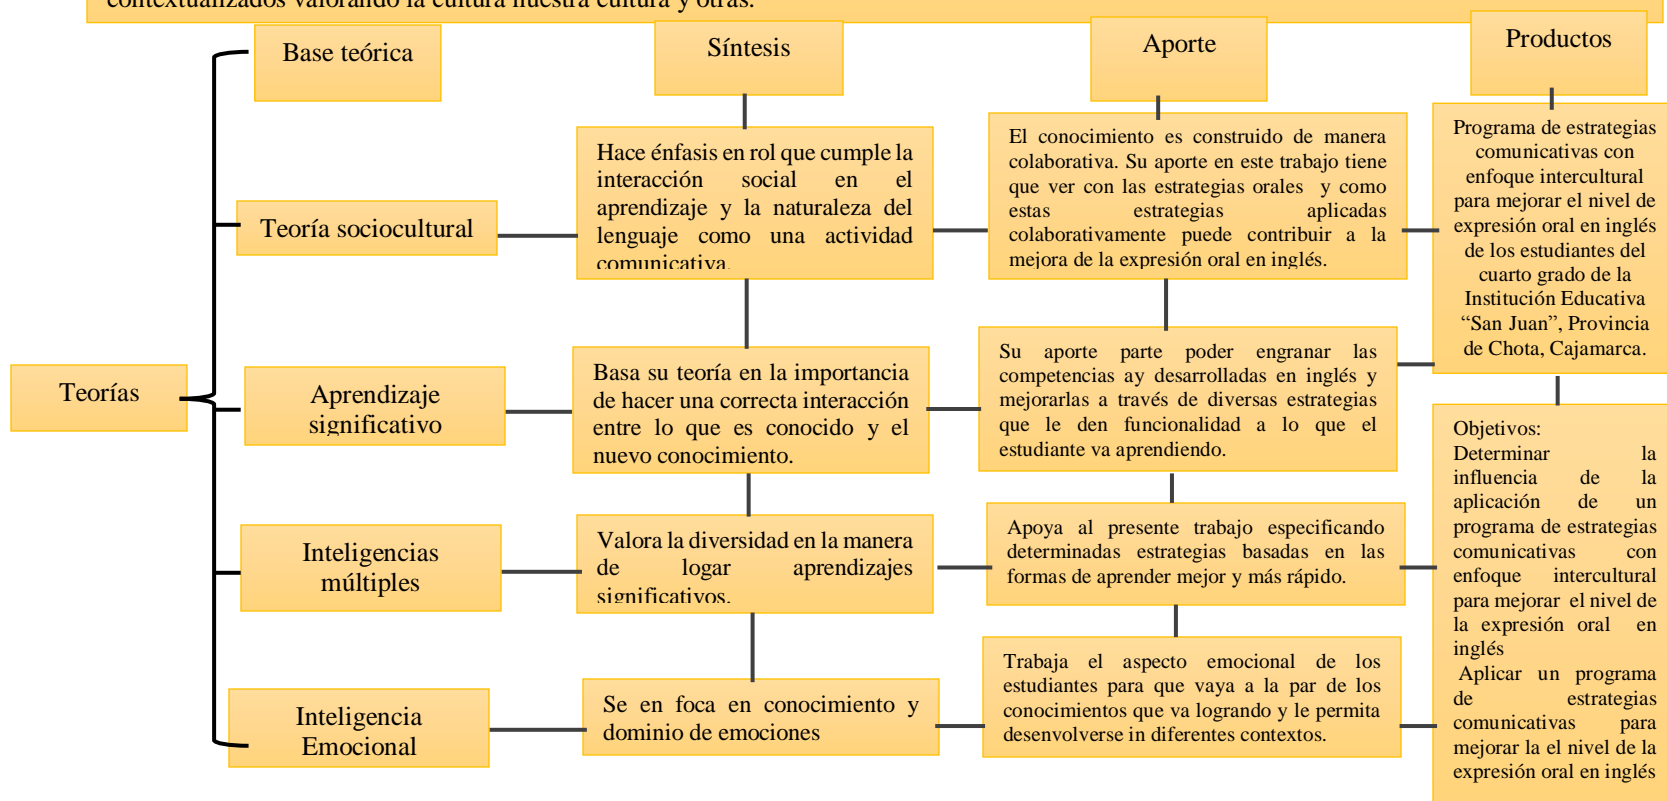 contextualizados valorando la cultura nuestra cultura y otras.
Base teórica
Síntesis
Aporte
Productos
Teorías
Teoría sociocultural
Hace énfasis en rol que cumple la
interacción social en el
aprendizaje y la naturaleza del
lenguaje como una actividad
comunicativa.
El conocimiento es construido de manera
colaborativa. Su aporte en este trabajo tiene
que ver con las estrategias orales y como
estas estrategias aplicadas
colaborativamente puede contribuir a la
mejora de la expresión oral en inglés.
Programa de estrategias
comunicativas con
enfoque intercultural
para mejorar el nivel de
expresión oral en inglés
de los estudiantes del
cuarto grado de la
Institución Educativa
“San Juan”, Provincia
de Chota, Cajamarca.
Aprendizaje
significativo
Basa su teoría en la importancia
de hacer una correcta interacción
entre lo que es conocido y el
nuevo conocimiento.
Su aporte parte poder engranar las
competencias ay desarrolladas en inglés y
mejorarlas a través de diversas estrategias
que le den funcionalidad a lo que el
estudiante va aprendiendo.
Inteligencias
múltiples
Valora la diversidad en la manera
de logar aprendizajes
significativos.
Apoya al presente trabajo especificando
determinadas estrategias basadas en las
formas de aprender mejor y más rápido.
Inteligencia
Emocional
Se en foca en conocimiento y
dominio de emociones
Trabaja el aspecto emocional de los
estudiantes para que vaya a la par de los
conocimientos que va logrando y le permita
desenvolverse in diferentes contextos.
Objetivos:
Determinar la
influencia de la
aplicación de un
programa de estrategias
comunicativas con
enfoque intercultural
para mejorar el nivel de
la expresión oral en
inglés
Aplicar un programa
de estrategias
comunicativas para
mejorar la el nivel de la
expresión oral en inglés